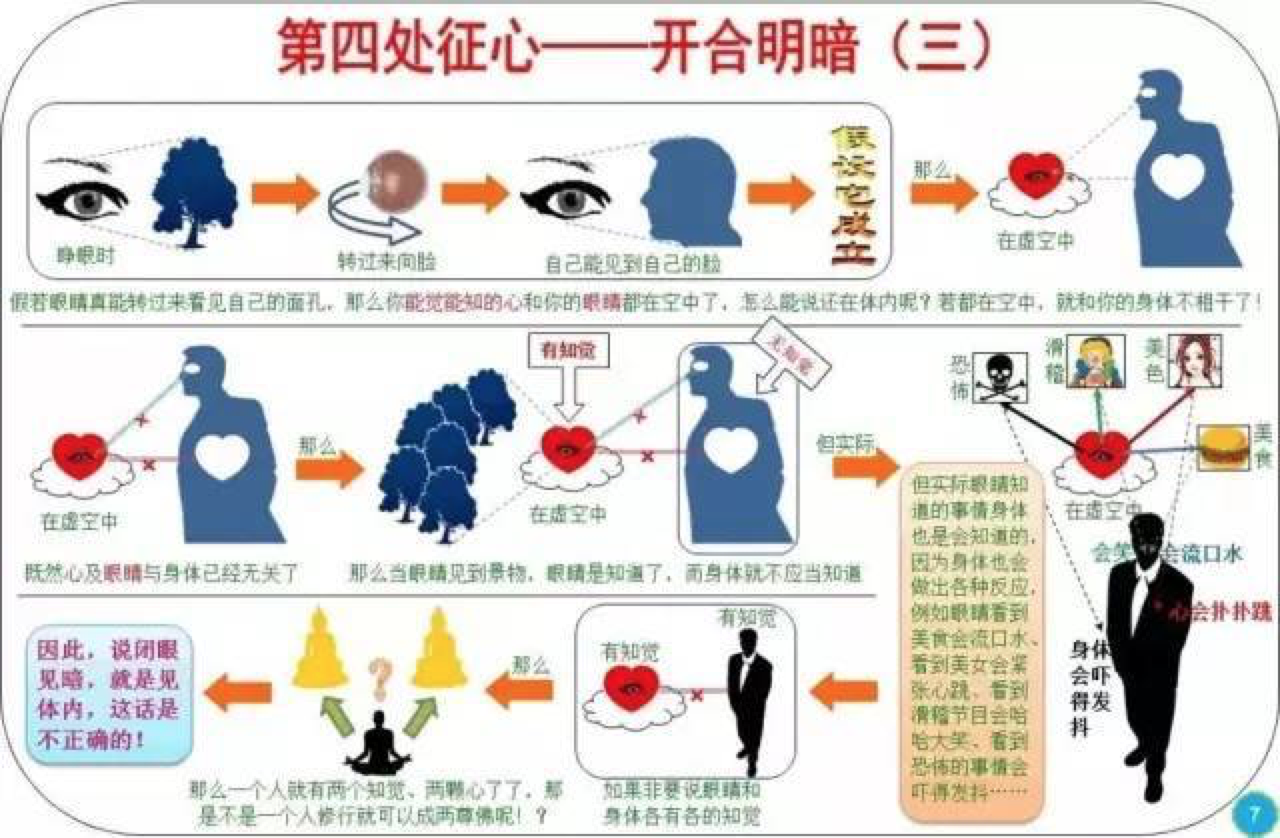 第四处征心——开合明暗（三）
睁眼时
转过来向脸
自己能见到自己的脸
假设它成立
那么
在虚空中
假若眼睛真能转过来看见自己的面孔，那么你能觉能知的心和你的眼睛都在空中了，怎么能说还在体内呢？若都在空中，就和你的身体不相干了！
在虚空中
既然心及眼睛与身体已经无关了
那么
有知觉
无知觉
在虚空中
那么当眼睛见到景物，眼睛是知道了，而身体就不应当知道
但实际
恐怖
滑稽
美色
美食
在虚空中
会笑
会流口水
心会扑扑跳
身体
会吓
得发
抖
但实际眼睛知
道的事情身体
也是会知道的，
因为身体也会
做出各种反应，
例如眼睛看到
美食会流口水、
看到美女会紧
张心跳、看到
滑稽节目会哈
哈大笑、看到
恐怖的事情会
吓得发抖……
有知觉
有知觉
如果非要说眼睛和
身体各有各的知觉
那么
?
那么一个人就有两个知觉、两颗心了了，那
是不是一个人修行就可以成两尊佛呢！？
因此，说闭眼
见暗，就是见
体内，这话是
不正确的！
7